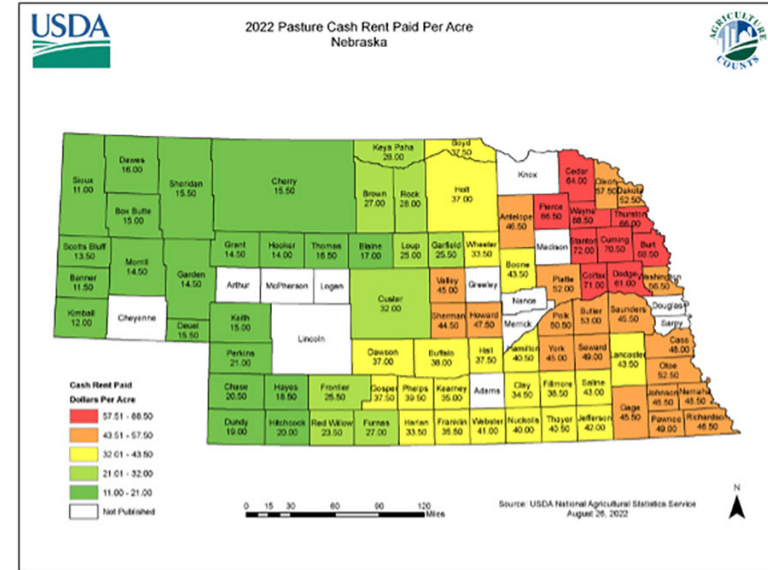 USDA
2022 Pasture Cash Rent Paid Per Acre
Nebraska
AGRICULTURE
COUNTS
Keya Paha
28.00
Boyd
37.50
Knox
Cedar
64.00
Dixon
57.50
Dakota
52.50
Sioux
11.00
Dawes
16.00
Sheridan
15.50
Cherry
15.50
Box Butte
15.00
Brown
27.00
Rock
28.00
Holt
37.00
Antelope
46.50
Pierce
66.50
Wayne
68.50
Thurston
66.00
Scotts Bluff
13.50
Banner
11.50
Kimball
12.00
Morrill
14.50
Cheyenne
Garden
14.50
Deuel
15.50
Grant
14.50
Hooker
14.00
Thomas
16.50
Blaine
17.00
Loup
25.00
Garfield
25.50
Wheeler
33.50
Boone
43.50
Madison
Stanton
72.00
Cuming
70.50
Burt
68.50
Arthur
McPherson
Logan
Custer
32.00
Valley
45.00
Greeley
Nance
Platte
52.00
Colfax
71.00
Dodge
61.00
Washington
56.50
Keith
15.00
Lincoln
Sherman
44.50
Howard
47.50
Merrick
Polk
50.50
Butler
53.00
Saunders
45.50
Douglas
Sarpy
Perkins
21.00
Dawson
37.00
Buffalo
38.00
Hall
37.50
Hamilton
40.50
York
45.00
Seward
49.00
Lancaster
43.50
Cass
48.00
Otoe
52.50
Chase
20.50
Hayes
18.50
Frontier
25.50
Gosper
37.50
Phelps
39.50
Kearney
35.00
Adams
Clay
34.50
Fillmore
38.50
Saline
43.00
Gage
45.50
Johnson
45.50
Nemaha
48.50
Dundy
19.00
Hitchcock
20.00
Red Willow
23.50
Furnas
27.00
Harlan
33.50
Franklin
35.50
Webster
41.00
Nuckolls
40.00
Thayer
40.50
Jefferson
42.00
Pawnee
49.00
Richardson
46.50
Cash Rent Paid
Dollars Per Acre
57.51 - 88.50
43.51 - 57.50
32.01 - 43.50
21.01 - 32.00
11.00 - 21.00
Not Published
0 15 30 60 90 120
Miles
Source: USDA National Agricultural Statistics Service
August 26, 2022
N